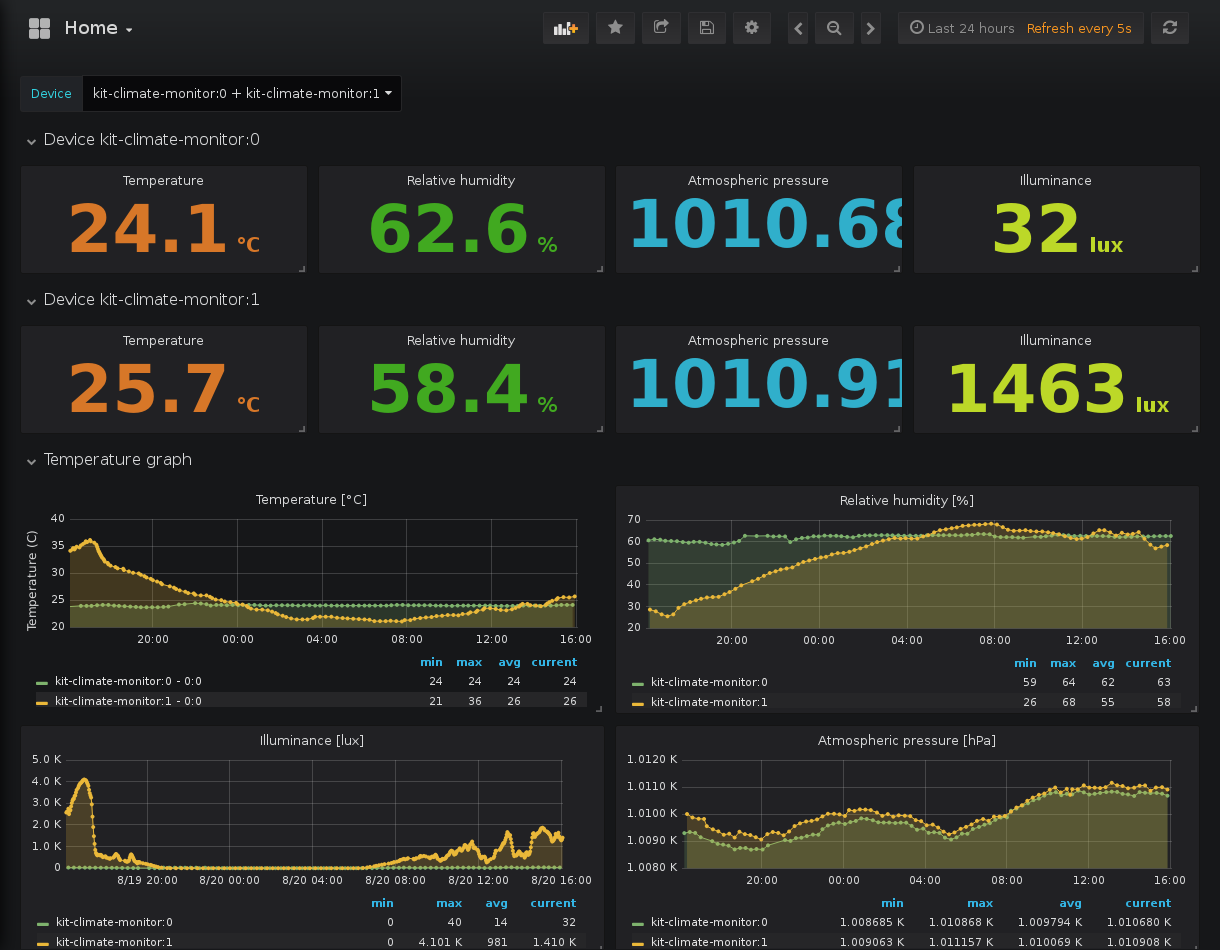 Home
Last 24 hours Refresh every 5s
Device kit-climate-monitor:0 + kit-climate-monitor:1
Device kit-climate-monitor:0
Temperature Relative humidity Atmospheric pressure Illuminance
24.1 °C 62.6 % 1010.68 32 lux
Device kit-climate-monitor:1
Temperature Relative humidity Atmospheric pressure Illuminance
25.7 °C 58.4 % 1010.91 1463 lux
Temperature graph
Temperature [°C]
Temperature (C)
40
35
30
25
20
20:00 00:00 04:00 08:00 12:00 16:00
min max avg current
kit-climate-monitor:0 - 0:0 24 24 24 24
kit-climate-monitor:1 - 0:0 21 36 26 26
Relative humidity [%]
70
60
50
40
30
20
20:00 00:00 04:00 08:00 12:00 16:00
min max avg current
kit-climate-monitor:0 59 64 62 63
kit-climate-monitor:1 26 68 55 58
Illuminance [lux]
5.0 K
4.0 K
3.0 K
2.0 K
1.0 K
0
8/19 20:00 8/20 00:00 8/20 04:00 8/20 08:00 8/20 12:00 8/20 16:00
min max avg current
kit-climate-monitor:0 0 40 14 32
kit-climate-monitor:1 0 4.101 K 981 1.410 K
Atmospheric pressure [hPa]
1.0120 K
1.0110 K
1.0100 K
1.0090 K
1.0080 K
20:00 00:00 04:00 08:00 12:00 16:00
min max avg current
kit-climate-monitor:0 1.008685 K 1.010868 K 1.009794 K 1.010680 K
kit-climate-monitor:1 1.009063 K 1.011157 K 1.010069 K 1.010908 K